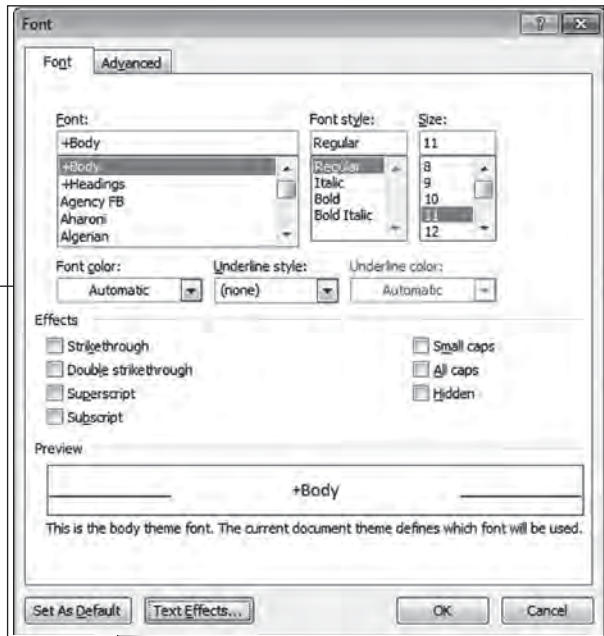 Font
Font Advanced
Font: Font style: Size:
+Body Regular 11
+Body Regular 8
+Headings Italic 9
Agency FB Bold 10
Aharoni Bold Italic 11
Algerian 12
Font color: Underline style: Underline color:
Automatic (none) Automatic
Effects
Strikethrough Small caps
Double strikethrough All caps
Superscript Hidden
Subscript
Preview
+Body
This is the body theme font. The current document theme defines which font will be used.
Set As Default Text Effects... OK Cancel